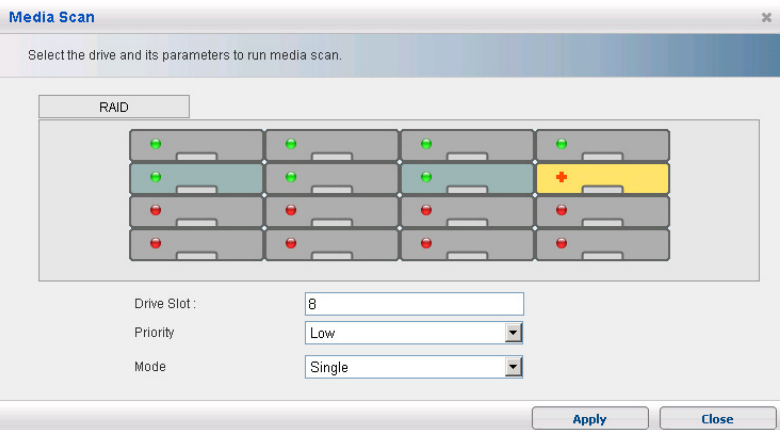 Media Scan
Select the drive and its parameters to run media scan.
RAID
Drive Slot :
8
Priority
Low
Mode
Single
Apply
Close